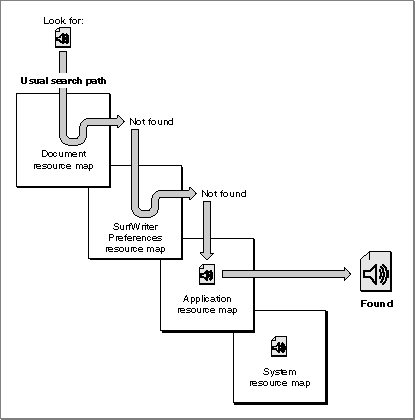 Look for:
Usual search path
Not found
Document
resource map
Not found
SurfWriter
Preferences
resource map
Application
resource map
Found
System
resource map